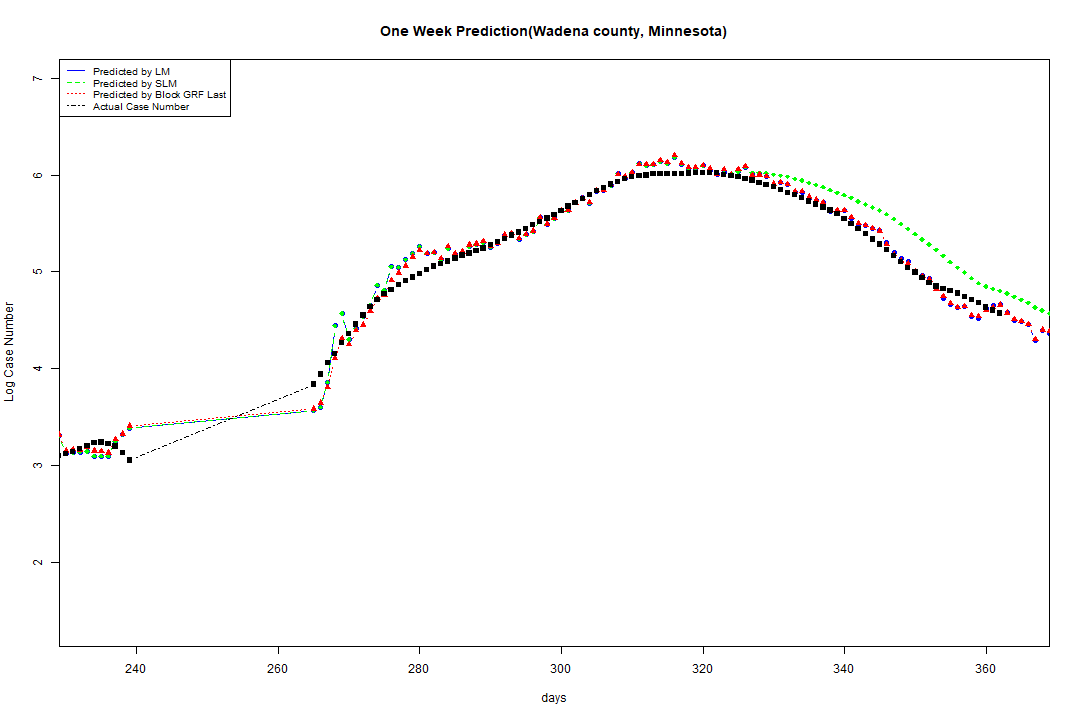 One Week Prediction(Wadena county, Minnesota)
Predicted by LM
Predicted by SLM
Predicted by Block GRF Last
Actual Case Number
7
6
5
4
3
2
Log Case Number
240 260 280 300 320 340 360
days